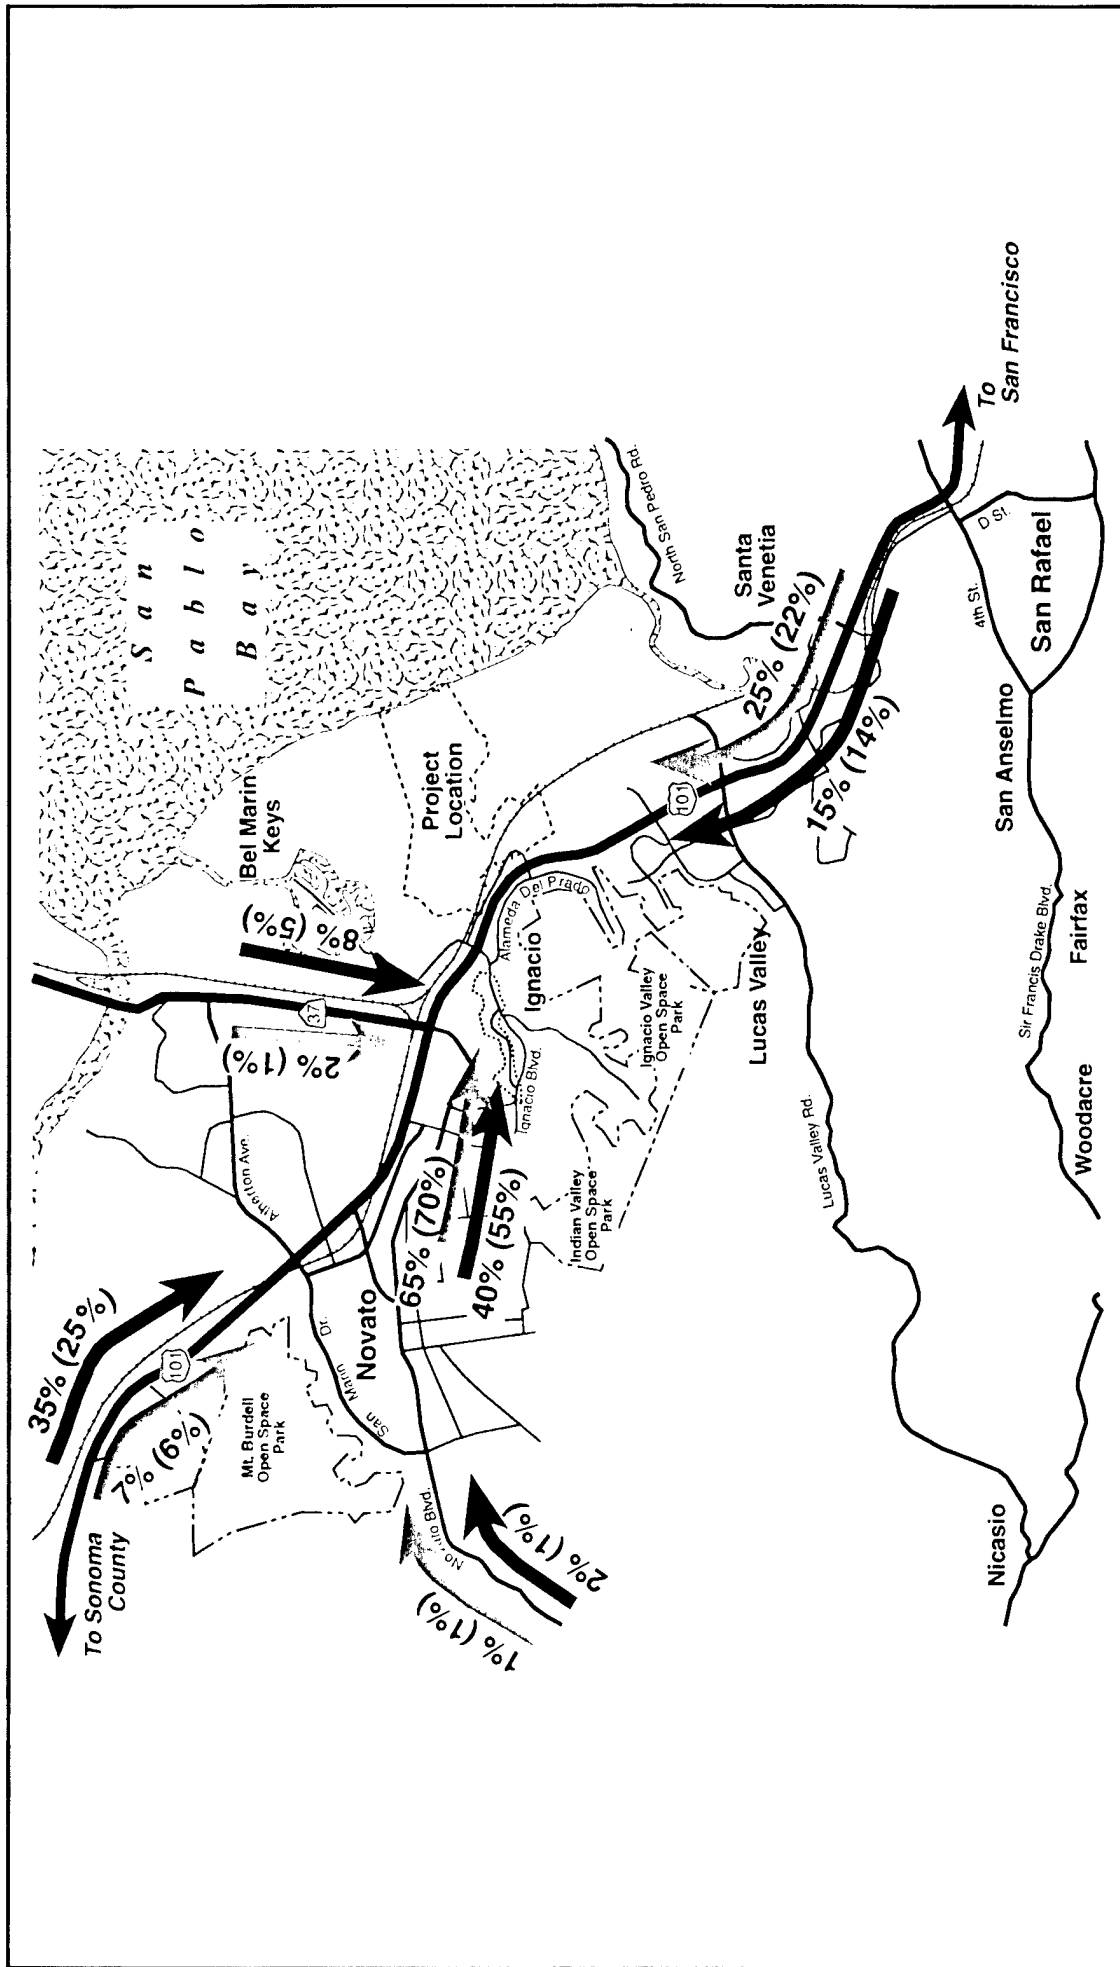 To Sonoma
County
35% (25%)
101
7% (6%)
Mt. Burdell
Open Space
Park
San
Marin
Dr.
Novato
Atherton Ave.
2% (1%)
37
8% (5%)
Bel Marin
Keys
San
Pablo
Bay
Project
Location
65% (70%)
40% (55%)
Ignacio Blvd.
Ignacio
Alameda Del Prado
1% (1%)
2% (1%)
Blvd.
Indian Valley
Open Space
Park
Ignacio Valley
Open Space
Park
Lucas Valley
Lucas Valley Rd.
101
25% (22%)
15% (14%)
Santa
Venetia
North San Pedro Rd.
To
San Francisco
4th St.
D St.
San Rafael
San Anselmo
Sir Francis Drake Blvd.
Fairfax
Woodacre
Nicasio